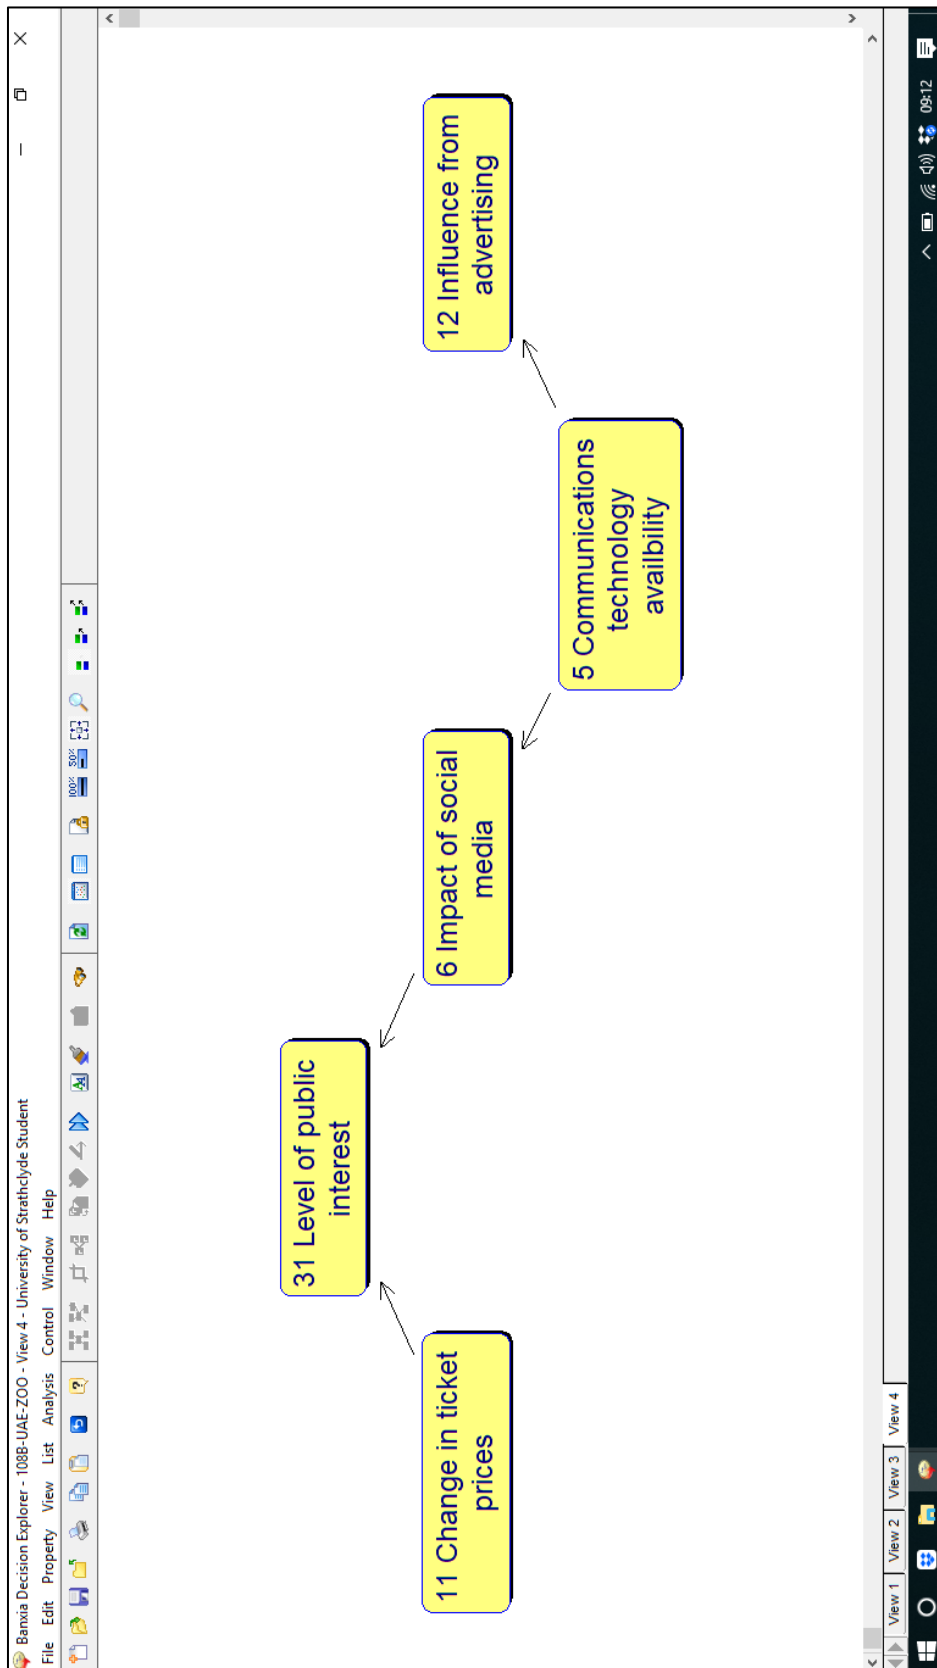 Banxia Decision Explorer - 108B-UAE-ZOO - View 4 - University of Strathclyde Student
File Edit Property View List Analysis Control Window Help
100% 50%
31 Level of public
interest
11 Change in ticket
prices
6 Impact of social
media
12 Influence from
advertising
5 Communications
technology
availbility
View 1 View 2 View 3 View 4
09:12